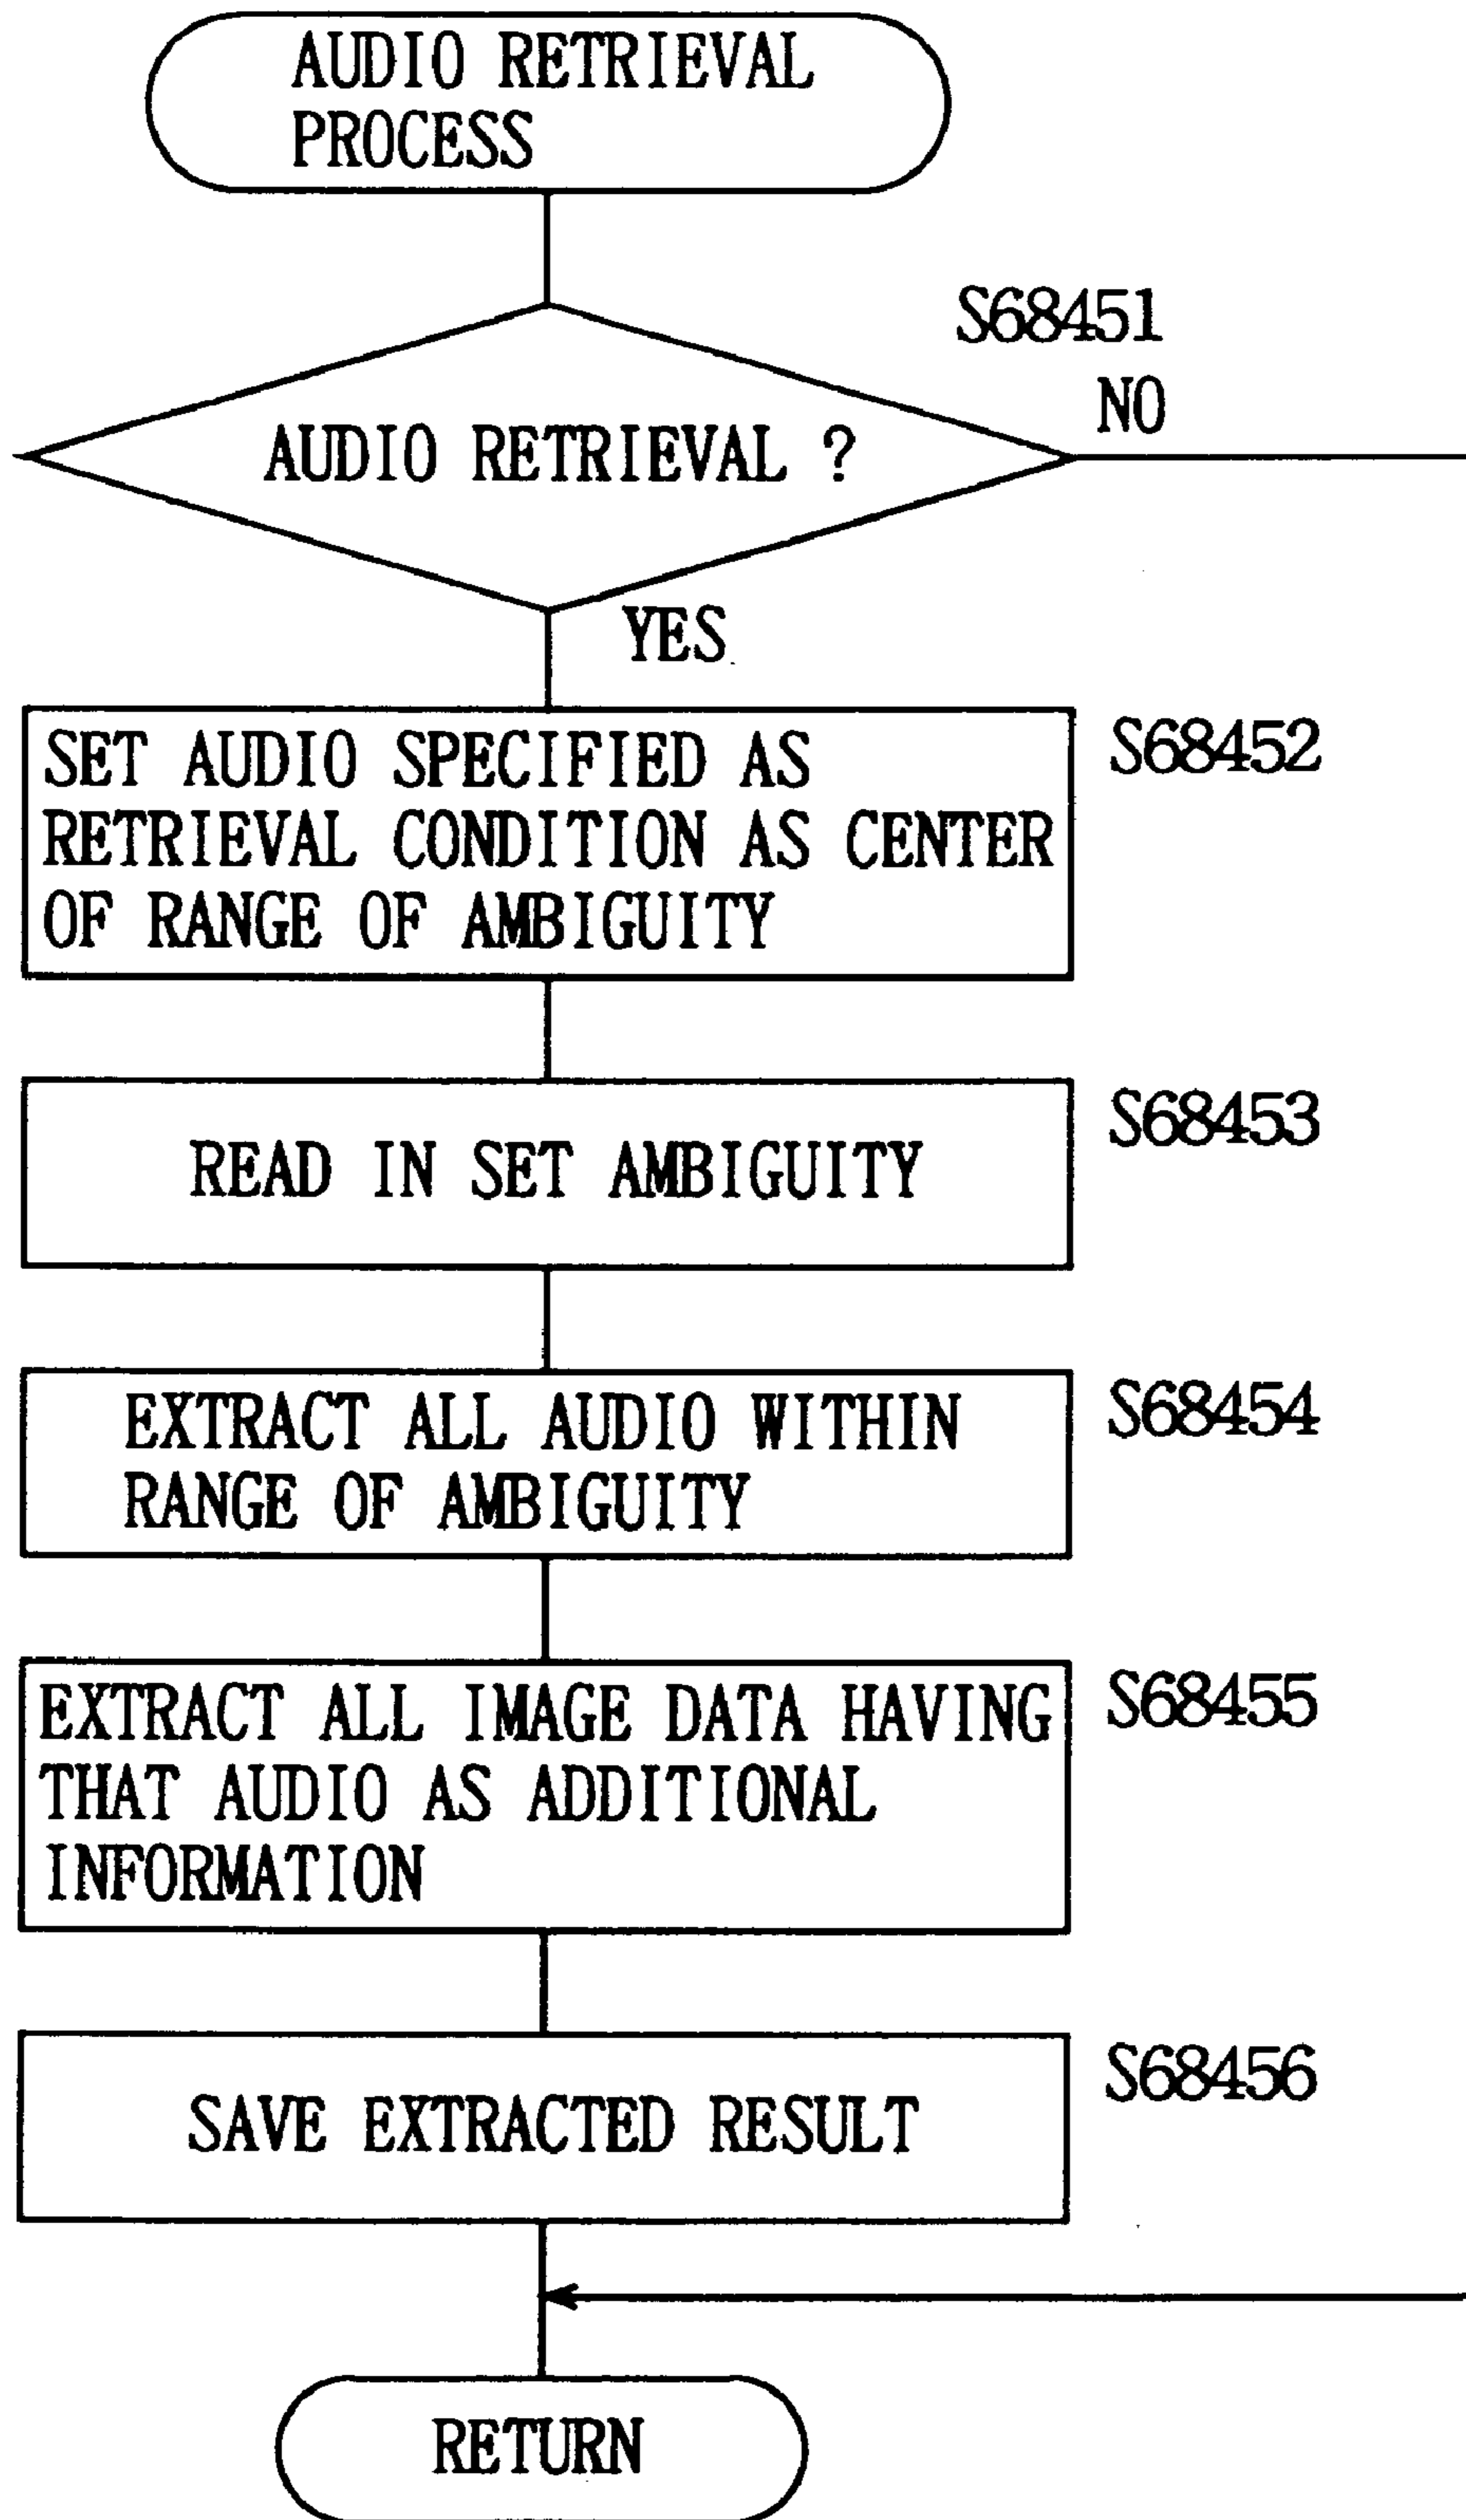 AUDIO RETRIEVAL
PROCESS
S68451
NO
AUDIO RETRIEVAL ?
YES
SET AUDIO SPECIFIED AS
RETRIEVAL CONDITION AS CENTER
OF RANGE OF AMBIGUITY
S68452
READ IN SET AMBIGUITY
S68453
EXTRACT ALL AUDIO WITHIN
RANGE OF AMBIGUITY
S68454
EXTRACT ALL IMAGE DATA HAVING
THAT AUDIO AS ADDITIONAL
INFORMATION
S68455
SAVE EXTRACTED RESULT
S68456
RETURN